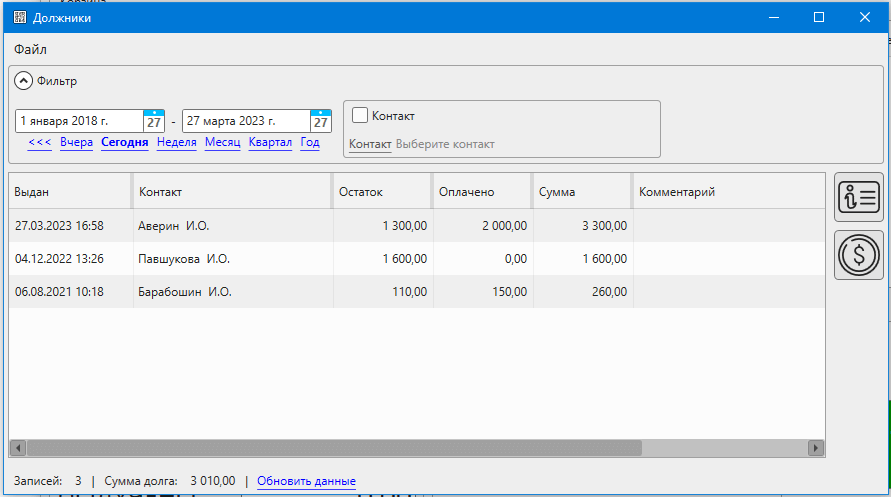 Должники
Файл
Фильтр
1 января 2018 г. 27 - 27 марта 2023 г. 27
<<< Вчера Сегодня Неделя Месяц Квартал Год
Контакт
Контакт Выберите контакт
Выдан Контакт Остаток Оплачено Сумма Комментарий
27.03.2023 16:58 Аверин И.О. 1 300,00 2 000,00 3 300,00
04.12.2022 13:26 Павшукова И.О. 1 600,00 0,00 1 600,00
06.08.2021 10:18 Барабошин И.О. 110,00 150,00 260,00
Записей: 3 | Сумма долга: 3 010,00 | Обновить данные